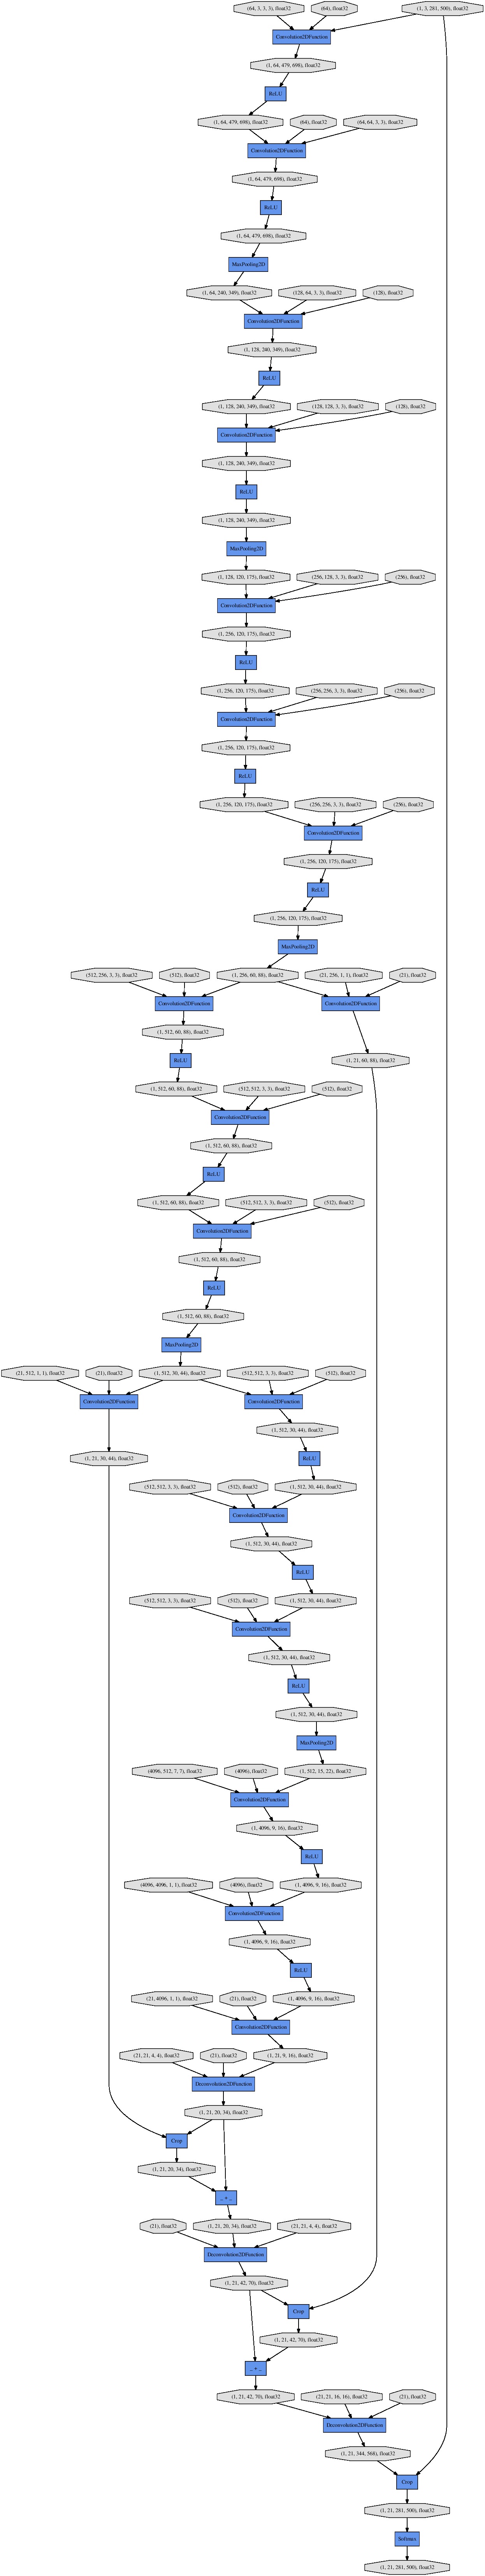 (64, 3, 3, 3), float32 (64), float32 (1, 3, 281, 500), float32
Convolution2DFunction
(1, 64, 479, 698), float32
ReLU
(1, 64, 479, 698), float32 (64), float32 (64, 64, 3, 3), float32
Convolution2DFunction
(1, 64, 479, 698), float32
ReLU
(1, 64, 479, 698), float32
MaxPooling2D
(1, 64, 240, 349), float32 (128, 64, 3, 3), float32 (128), float32
Convolution2DFunction
(1, 128, 240, 349), float32
ReLU
(1, 128, 240, 349), float32 (128, 128, 3, 3), float32 (128), float32
Convolution2DFunction
(1, 128, 240, 349), float32
ReLU
(1, 128, 240, 349), float32
MaxPooling2D
(1, 128, 120, 175), float32 (256, 128, 3, 3), float32 (256), float32
Convolution2DFunction
(1, 256, 120, 175), float32
ReLU
(1, 256, 120, 175), float32 (256, 256, 3, 3), float32 (256), float32
Convolution2DFunction
(1, 256, 120, 175), float32
ReLU
(1, 256, 120, 175), float32 (256, 256, 3, 3), float32 (256), float32
Convolution2DFunction
(1, 256, 120, 175), float32
ReLU
(1, 256, 120, 175), float32
MaxPooling2D
(512, 256, 3, 3), float32 (512), float32 (1, 256, 60, 88), float32 (21, 256, 1, 1), float32 (21), float32
Convolution2DFunction Convolution2DFunction
(1, 512, 60, 88), float32 (1, 21, 60, 88), float32
ReLU
(1, 512, 60, 88), float32 (512, 512, 3, 3), float32 (512), float32
Convolution2DFunction
(1, 512, 60, 88), float32
ReLU
(1, 512, 60, 88), float32 (512, 512, 3, 3), float32 (512), float32
Convolution2DFunction
(1, 512, 60, 88), float32
ReLU
(1, 512, 60, 88), float32
MaxPooling2D
(21, 512, 1, 1), float32 (21), float32 (1, 512, 30, 44), float32 (512, 512, 3, 3), float32 (512), float32
Convolution2DFunction Convolution2DFunction
(1, 21, 30, 44), float32 (1, 512, 30, 44), float32
ReLU
(512, 512, 3, 3), float32 (512), float32 (1, 512, 30, 44), float32
Convolution2DFunction
(1, 512, 30, 44), float32
ReLU
(512, 512, 3, 3), float32 (512), float32 (1, 512, 30, 44), float32
Convolution2DFunction
(1, 512, 30, 44), float32
ReLU
(1, 512, 30, 44), float32
MaxPooling2D
(4096, 512, 7, 7), float32 (4096), float32 (1, 512, 15, 22), float32
Convolution2DFunction
(1, 4096, 9, 16), float32
ReLU
(4096, 4096, 1, 1), float32 (4096), float32 (1, 4096, 9, 16), float32
Convolution2DFunction
(1, 4096, 9, 16), float32
ReLU
(21, 4096, 1, 1), float32 (21), float32 (1, 4096, 9, 16), float32
Convolution2DFunction
(21, 21, 4, 4), float32 (21), float32 (1, 21, 9, 16), float32
Deconvolution2DFunction
(1, 21, 20, 34), float32
Crop
(1, 21, 20, 34), float32
_ + _
(21), float32 (1, 21, 20, 34), float32 (21, 21, 4, 4), float32
Deconvolution2DFunction
(1, 21, 42, 70), float32
Crop
(1, 21, 42, 70), float32
_ + _
(1, 21, 42, 70), float32 (21, 21, 16, 16), float32 (21), float32
Deconvolution2DFunction
(1, 21, 344, 568), float32
Crop
(1, 21, 281, 500), float32
Softmax
(1, 21, 281, 500), float32